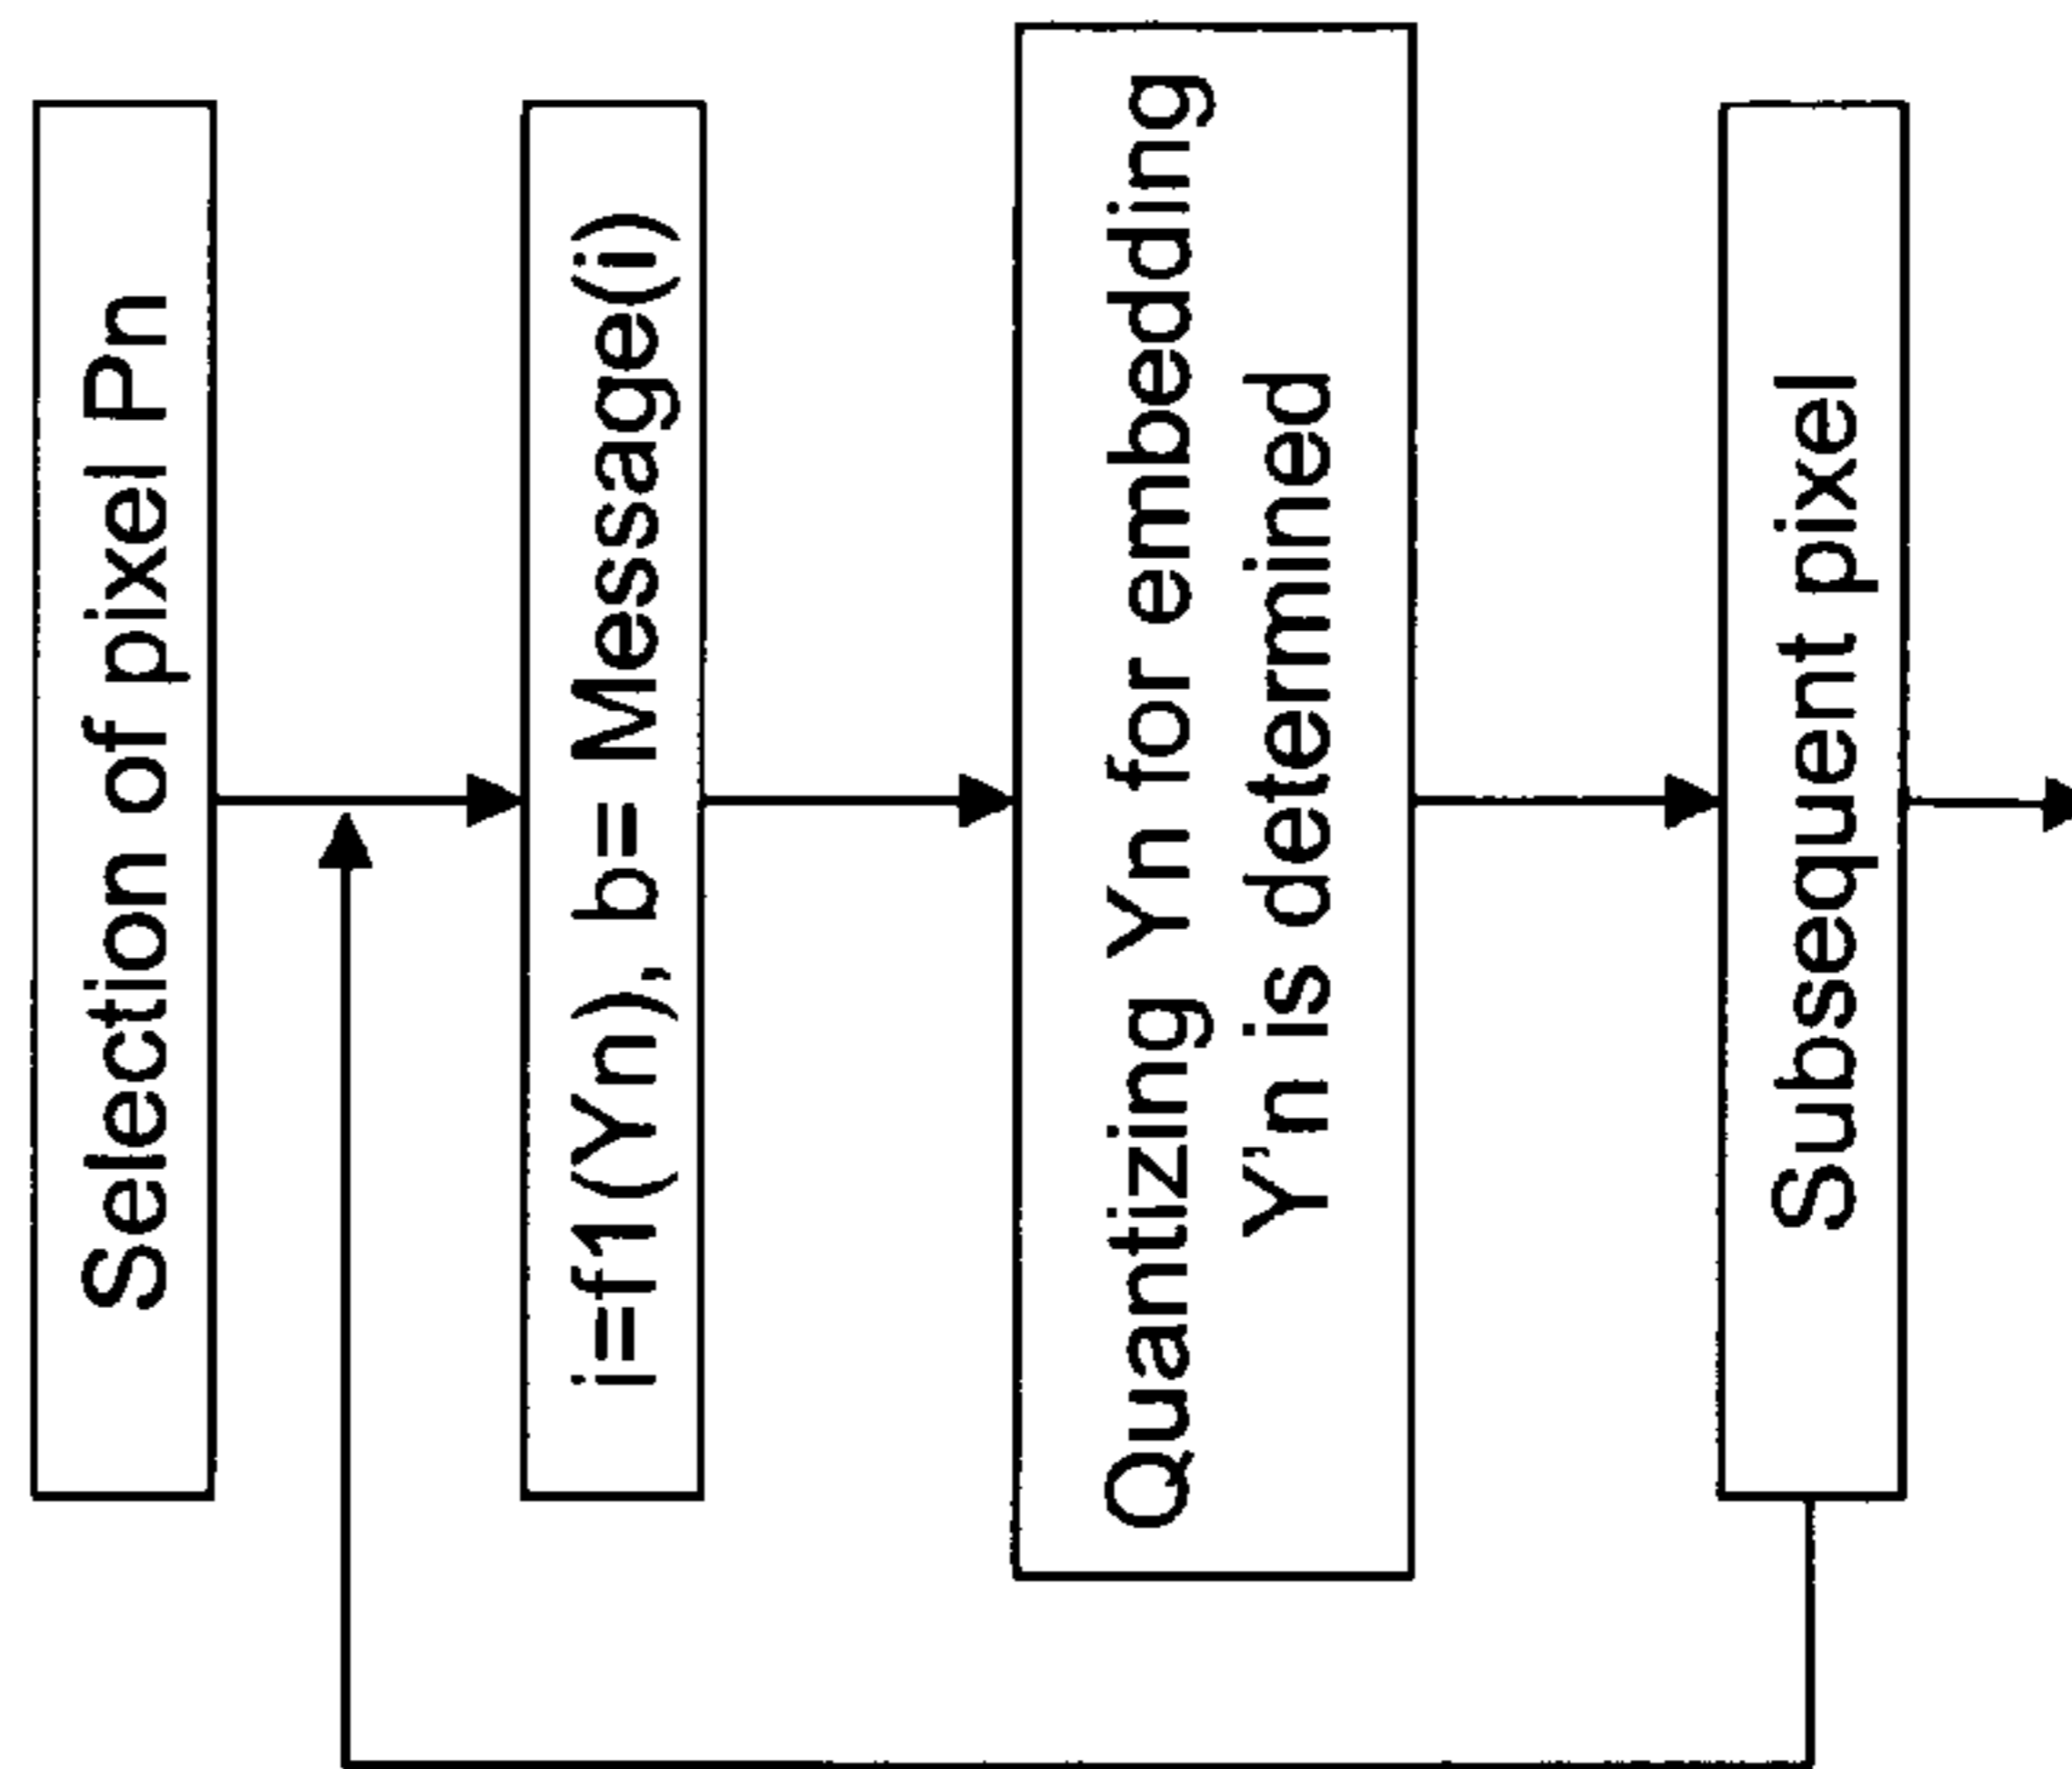 Selection of pixel Pn
i=f1(Yn), b= Message(i)
Quantizing Yn for embedding
Y'n is determined
Subsequent pixel